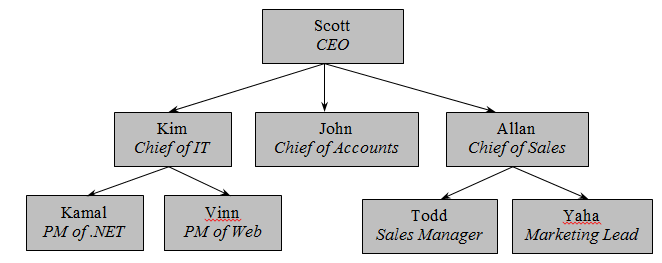 Scott
CEO
Kim
Chief of IT
John
Chief of Accounts
Allan
Chief of Sales
Kamal
PM of .NET
Vinn
PM of Web
Todd
Sales Manager
Yaha
Marketing Lead